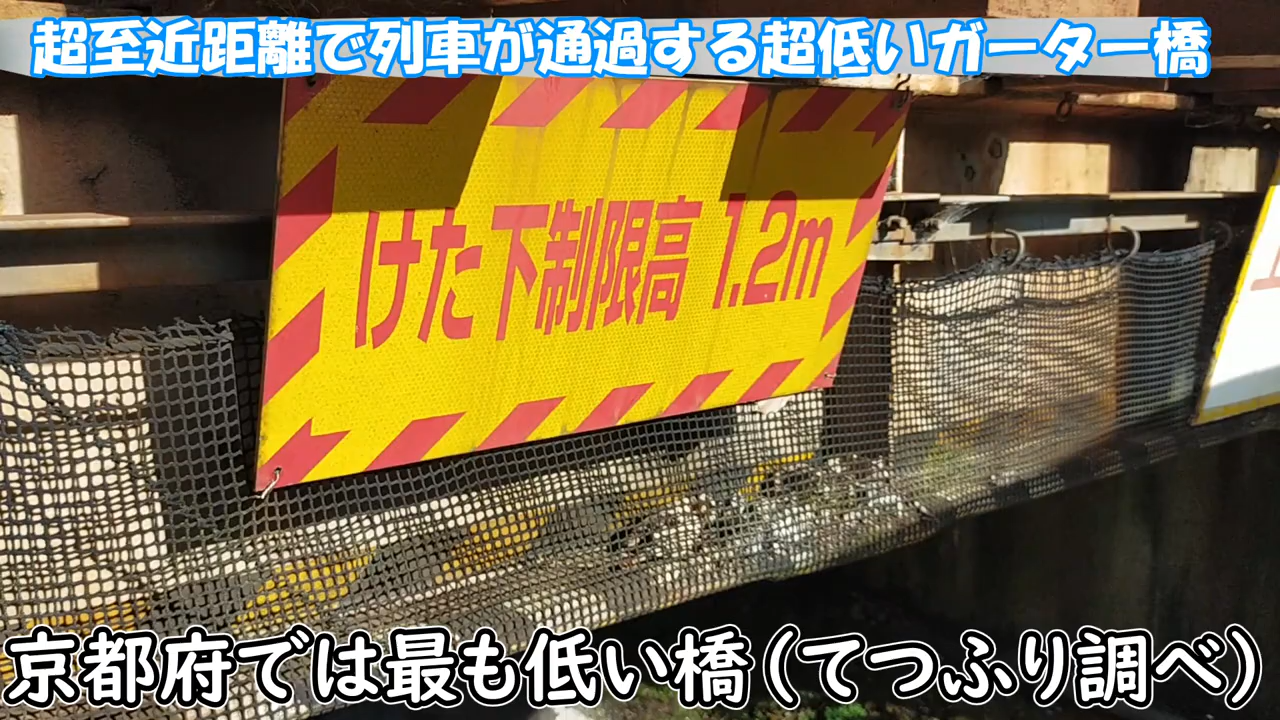 超至近距離で列車が通過する超低いガーター橋
けた下制限高 1.2m
京都府では最も低い橋(てつふり調べ)